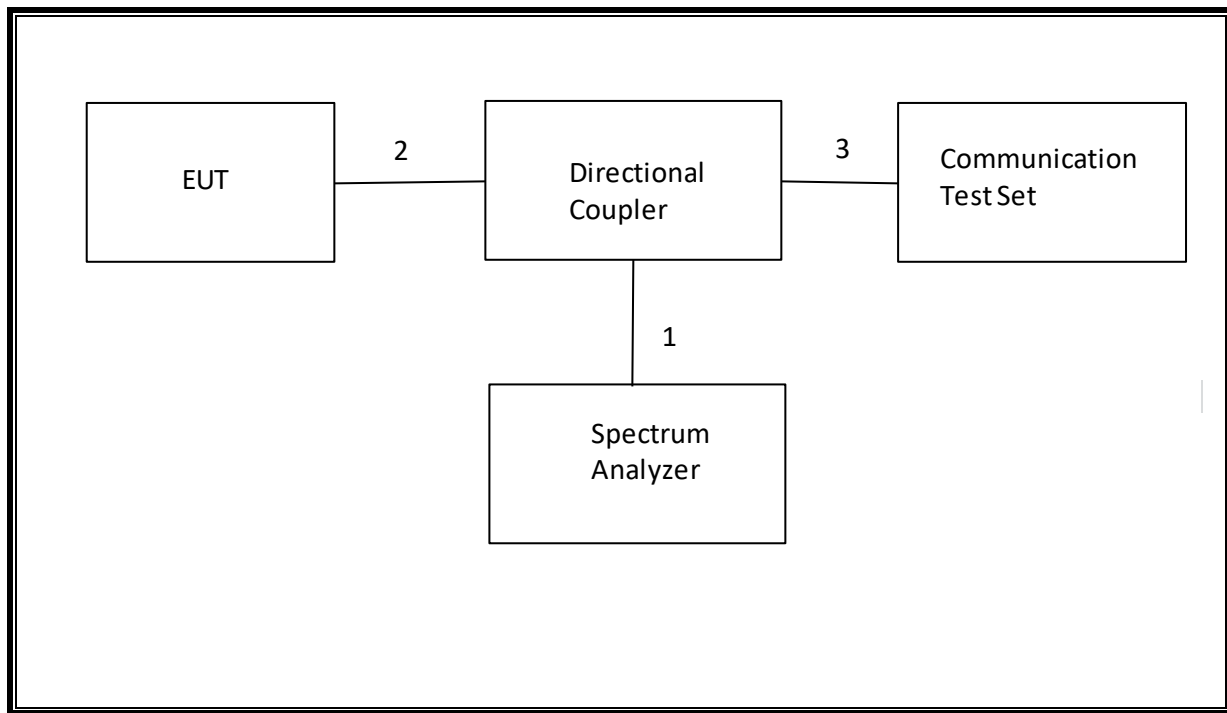 EUT
2
Directional
Coupler
3
Communication
Test Set
1
Spectrum
Analyzer